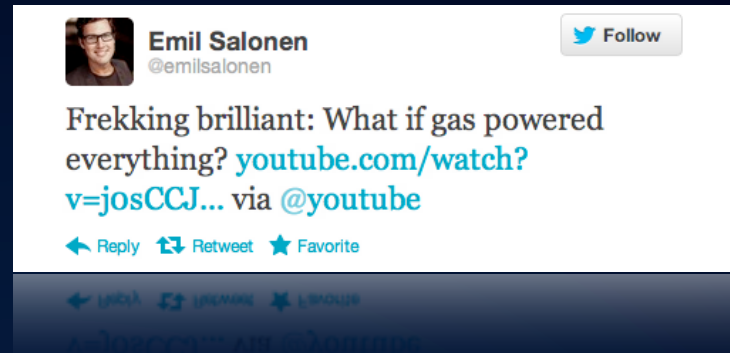 Emil Salonen
@emilsalonen
Follow
Frekking brilliant: What if gas powered
everything? youtube.com/watch?
v=josCCJ... via @youtube
Reply Retweet Favorite